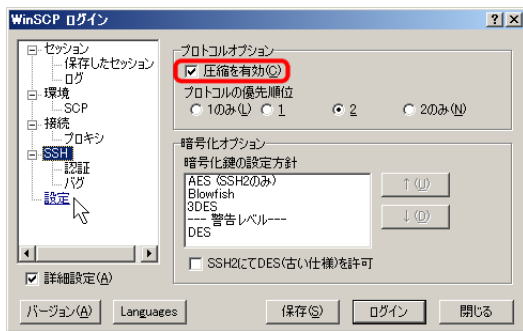 WinSCP ログイン
セッション
保存したセッション
ログ
環境
SCP
接続
プロキシ
SSH
認証
バグ
設定
詳細設定(A)
プロトコルオプション
圧縮を有効(C)
プロトコルの優先順位
1のみ(L) 1 2 2のみ(N)
暗号化オプション
暗号化鍵の設定方針
AES (SSH2のみ)
Blowfish
3DES
--- 警告レベル---
DES
↑ (U)
↓ (D)
SSH2にてDES(古い仕様)を許可
バージョン(A) Languages 保存(S) ログイン 閉じる